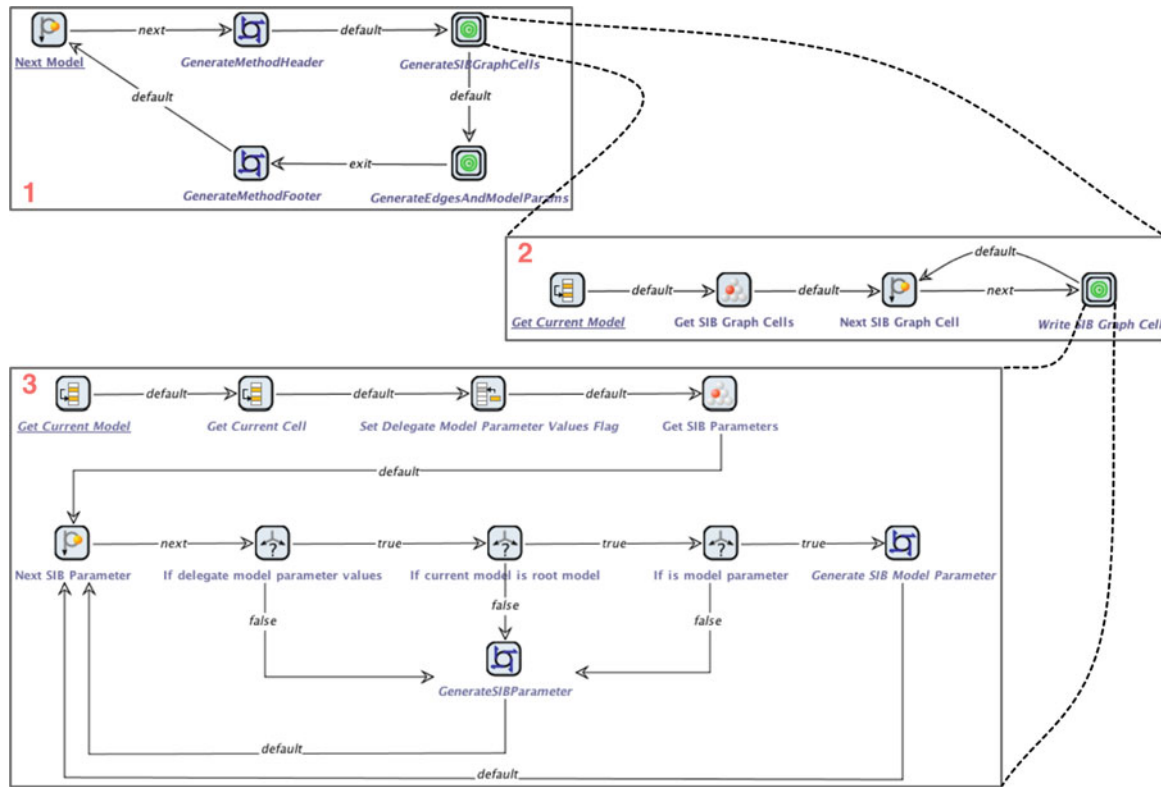 next
default
Next Model
GenerateMethodHeader
GenerateSIBGraphCells
default
default
exit
1
GenerateMethodFooter
GenerateEdgesAndModelParams
2
default
default
default
next
Get Current Model
Get SIB Graph Cells
Next SIB Graph Cell
Write SIB Graph Cell
3
default
default
default
Get Current Model
Get Current Cell
Set Delegate Model Parameter Values Flag
Get SIB Parameters
default
next
true
true
true
Next SIB Parameter
If delegate model parameter values
If current model is root model
If is model parameter
Generate SIB Model Parameter
false
false
false
GenerateSIBParameter
default
default